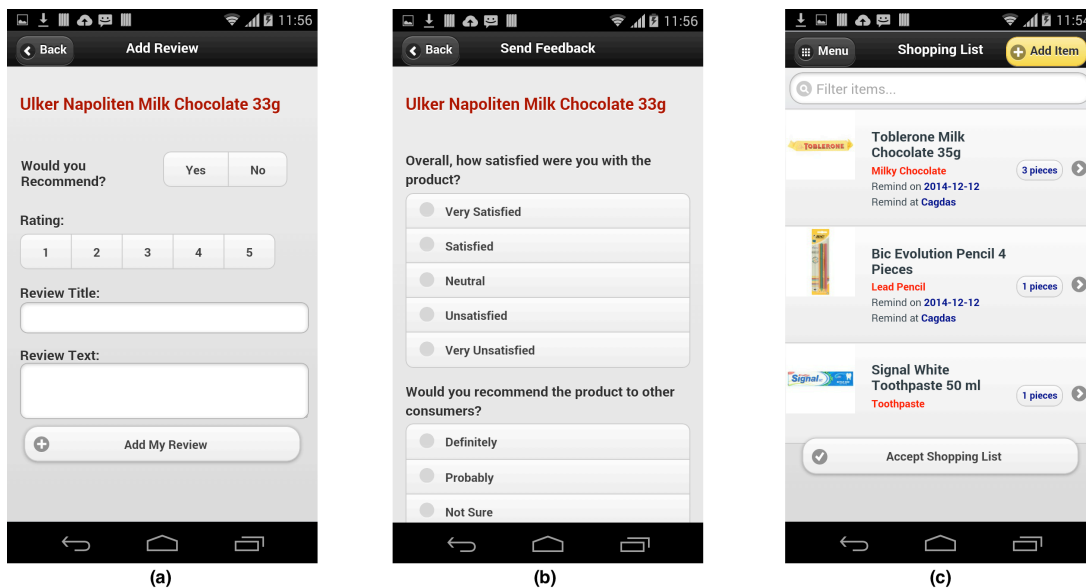 11:56
Back
Add Review
Ulker Napoliten Milk Chocolate 33g
Would you
Recommend?
Yes
No
Rating:
1
2
3
4
5
Review Title:
Review Text:
Add My Review
(a)
11:56
Back
Send Feedback
Ulker Napoliten Milk Chocolate 33g
Overall, how satisfied were you with the
product?
Very Satisfied
Satisfied
Neutral
Unsatisfied
Very Unsatisfied
Would you recommend the product to other
consumers?
Definitely
Probably
Not Sure
(b)
11:54
Menu
Shopping List
Add Item
Filter items...
TOBLERONE
Toblerone Milk
Chocolate 35g
Milky Chocolate
Remind on 2014-12-12
Remind at Cagdas
3 pieces
Bic Evolution Pencil 4
Pieces
Lead Pencil
Remind on 2014-12-12
Remind at Cagdas
1 pieces
Signal
Signal White
Toothpaste 50 ml
Toothpaste
1 pieces
Accept Shopping List
(c)